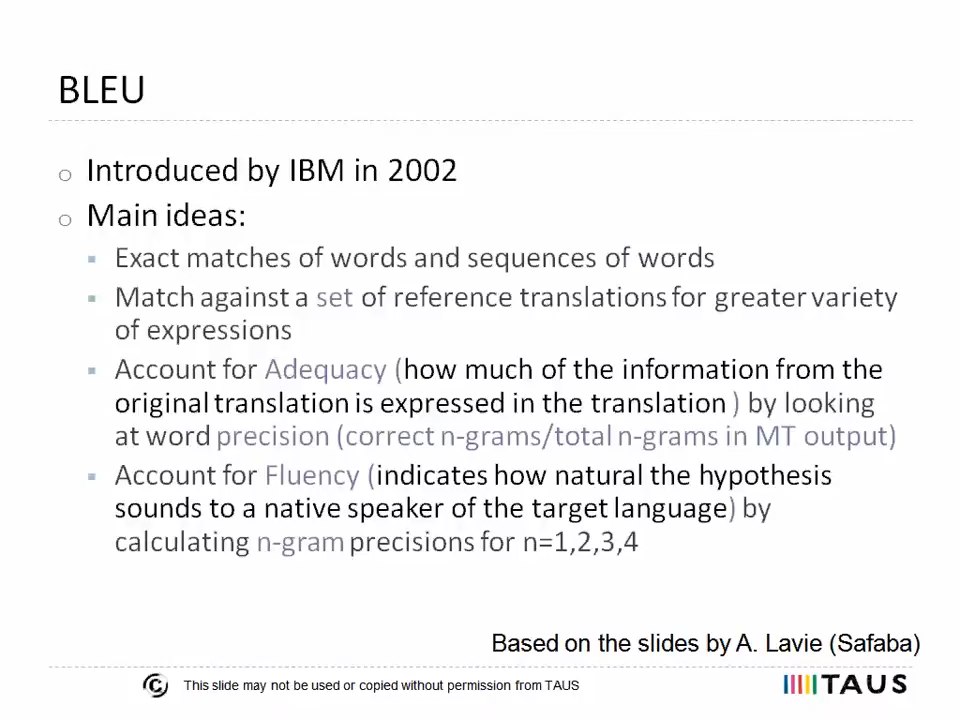 BLEU
Introduced by IBM in 2002
Main ideas:
Exact matches of words and sequences of words
Match against a set of reference translations for greater variety
of expressions
Account for Adequacy (how much of the information from the
original translation is expressed in the translation ) by looking
at word precision (correct n-grams/total n-grams in MT output)
Account for Fluency (indicates how natural the hypothesis
sounds to a native speaker of the target language) by
calculating n-gram precisions for n=1,2,3,4
Based on the slides by A. Lavie (Safaba)
This slide may not be used or copied without permission from TAUS
TAUS